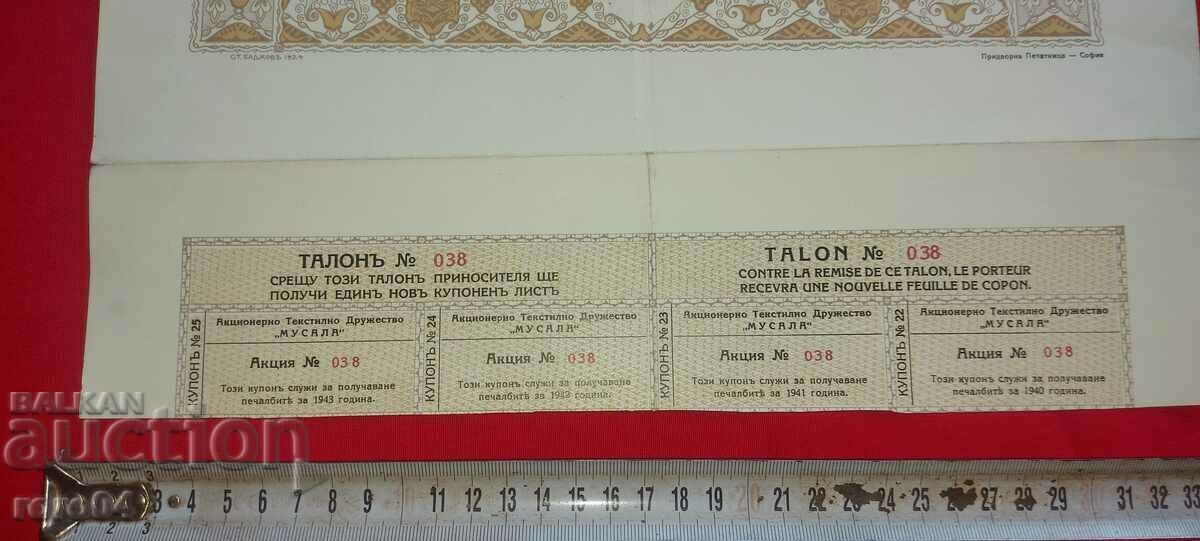 СТ. БАДЖОВЪ 1924
Придворна Печатница — София
ТАЛОНЪ № 038
СРЕЩУ ТОЗИ ТАЛОНЪ ПРИНОСИТЕЛЯ ЩЕ
ПОЛУЧИ ЕДИНЪ НОВЪ КУПОНЕНЪ ЛИСТЪ
TALON № 038
CONTRE LA REMISE DE CE TALON, LE PORTEUR
RECEVRA UNE NOUVELLE FEUILLE DE COPON.
КУПОНЪ № 25
Акционерно Текстилно Дружество
„МУСАЛА“
Акция № 038
Този купонъ служи за получаване
печалбитѣ за 1943 година.
КУПОНЪ № 24
Акционерно Текстилно Дружество
„МУСАЛА“
Акция № 038
Този купонъ служи за получаване
печалбитѣ за 1942 година.
КУПОНЪ № 23
Акционерно Текстилно Дружество
„МУСАЛА“
Акция № 038
Този купонъ служи за получаване
печалбитѣ за 1941 година.
КУПОНЪ № 22
Акционерно Текстилно Дружество
„МУСАЛА“
Акция № 038
Този купонъ служи за получаване
печалбитѣ за 1940 година.
BALKAN
auction
roro04
2 3
3 4 5 6 7 8 9 11 12 13 14 15 16 17 18 19 21 22 23 24 25 26 27 28 29 31 32 33
1 2